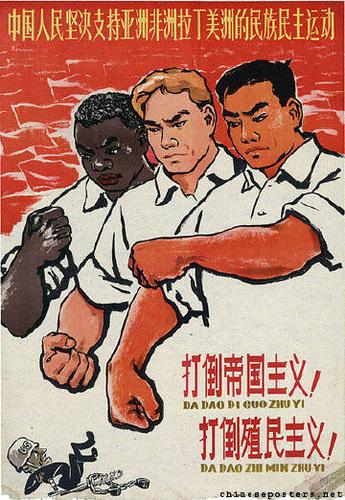 中国人民坚决支持亚洲非洲拉丁美洲的民族民主运动
打倒帝国主义！
DA DAO DI GUO ZHU YI
打倒殖民主义！
DA DAO ZHI MIN ZHU YI
chineseposters.net